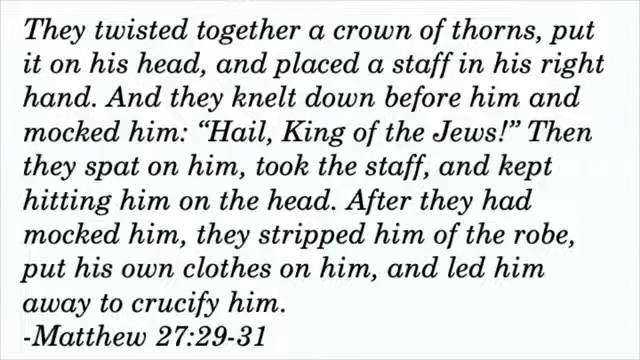 They twisted together a crown of thorns, put
it on his head, and placed a staff in his right
hand. And they knelt down before him and
mocked him: “Hail, King of the Jews!” Then
they spat on him, took the staff, and kept
hitting him on the head. After they had
mocked him, they stripped him of the robe,
put his own clothes on him, and led him
away to crucify him.
-Matthew 27:29-31